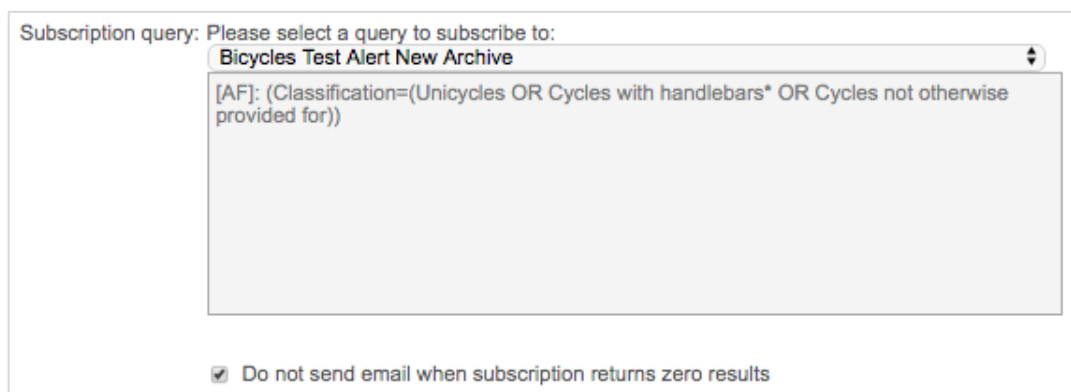 Subscription query: Please select a query to subscribe to:
Bicycles Test Alert New Archive
[AF]: (Classification=(Unicycles OR Cycles with handlebars* OR Cycles not otherwise
provided for))
Do not send email when subscription returns zero results